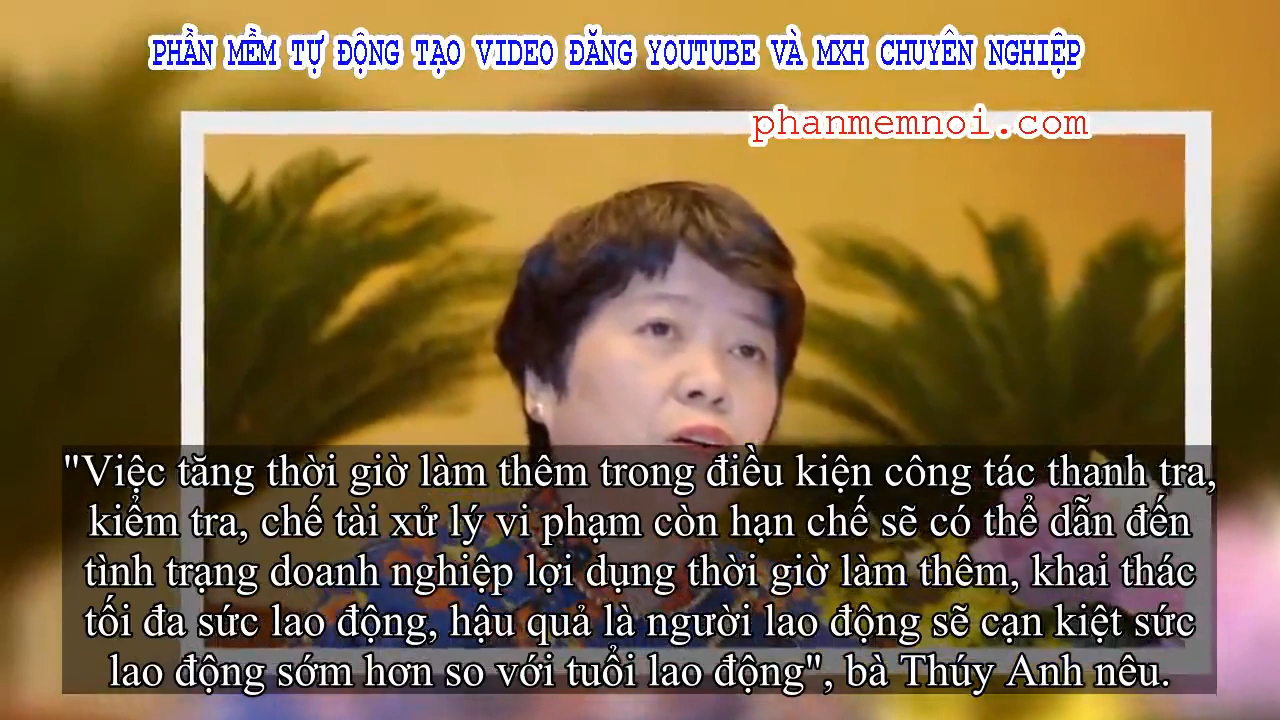 PHẦN MỀM TỰ ĐỘNG TẠO VIDEO ĐĂNG YOUTUBE VÀ MXH CHUYÊN NGHIỆP
phanmemnoi.com
"Việc tăng thời giờ làm thêm trong điều kiện công tác thanh tra,
kiểm tra, chế tài xử lý vi phạm còn hạn chế sẽ có thể dẫn đến
tình trạng doanh nghiệp lợi dụng thời giờ làm thêm, khai thác
tối đa sức lao động, hậu quả là người lao động sẽ cạn kiệt sức
lao động sớm hơn so với tuổi lao động", bà Thúy Anh nêu.